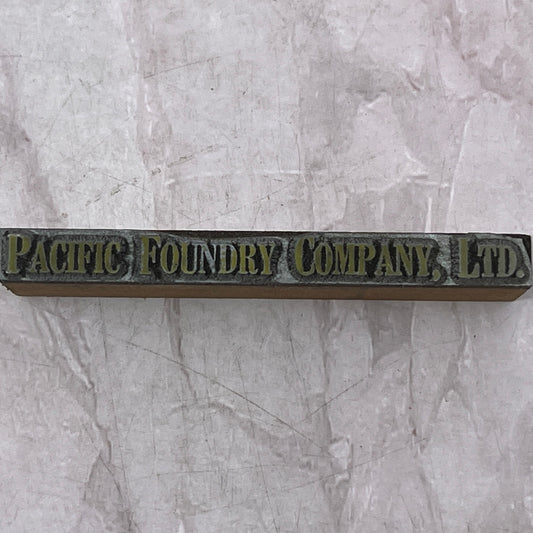 Pacific Foundry Company, Ltd.